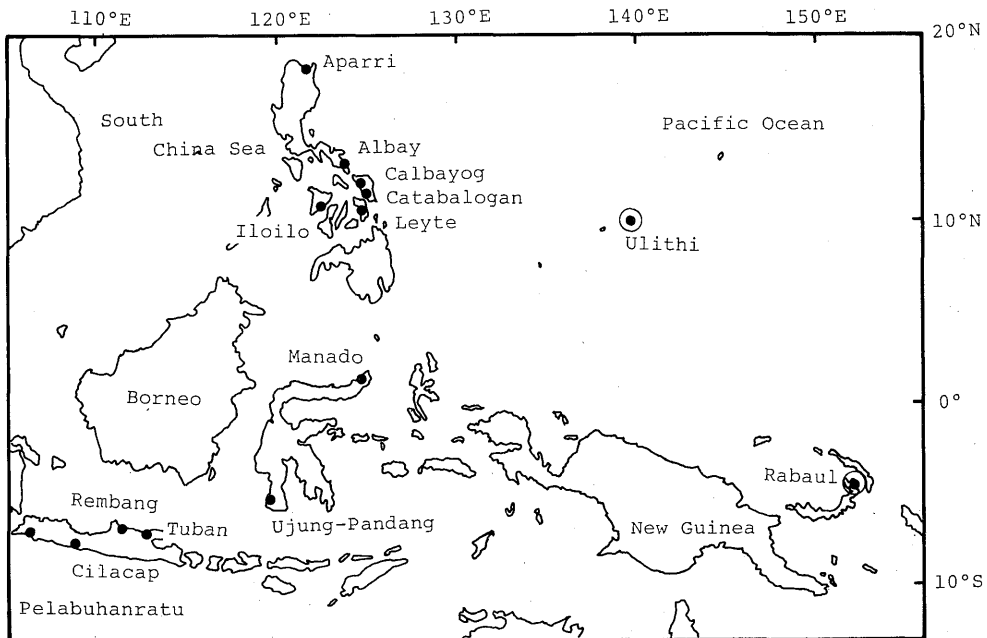 110°E 120°E 130°E 140°E 150°E
20°N
Aparri
South
China Sea
Pacific Ocean
Albay
Calbayog
Catabalogan
Leyte
Iloilo
10°N
Ulithi
Manado
Borneo
0°
Rabaul
Rembang
Tuban
Ujung-Pandang
New Guinea
Cilacap
10°S
Pelabuhanratu